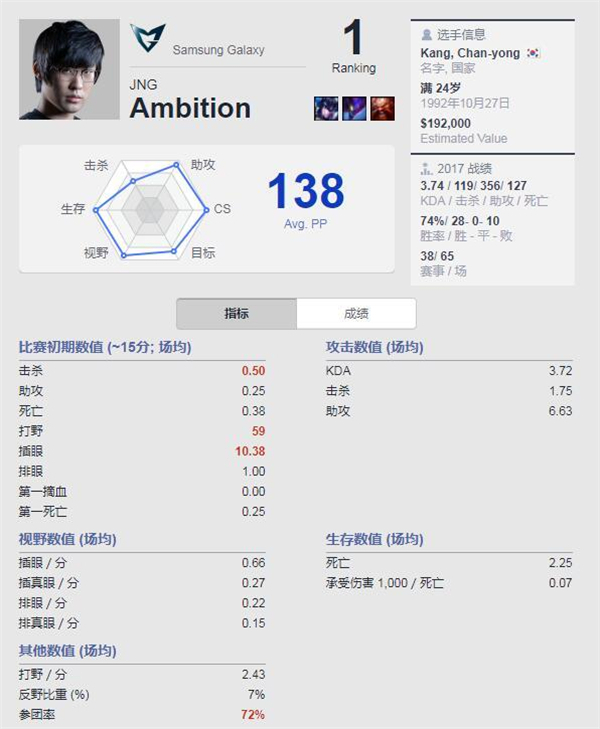 Samsung Galaxy
JNG
Ambition
1
Ranking
选手信息
Kang, Chan-yong
名字, 国家
满 24岁
1992年10月27日
$192,000
Estimated Value
2017 战绩
3.74 / 119/ 356/ 127
KDA / 击杀 / 助攻 / 死亡
74%/ 28- 0- 10
胜率 / 胜 - 平 - 败
38/ 65
赛事 / 场
击杀 助攻
生存 CS
视野 目标
138
Avg. PP
指标 成绩
比赛初期数值 (~15分; 场均)
击杀 0.50
助攻 0.25
死亡 0.38
打野 59
插眼 10.38
排眼 1.00
第一摘血 0.00
第一死亡 0.25
攻击数值 (场均)
KDA 3.72
击杀 1.75
助攻 6.63
视野数值 (场均)
插眼 / 分 0.66
插真眼 / 分 0.27
排眼 / 分 0.22
排真眼 / 分 0.15
生存数值 (场均)
死亡 2.25
承受伤害 1,000 / 死亡 0.07
其他数值 (场均)
打野 / 分 2.43
反野比重 (%) 7%
参团率 72%